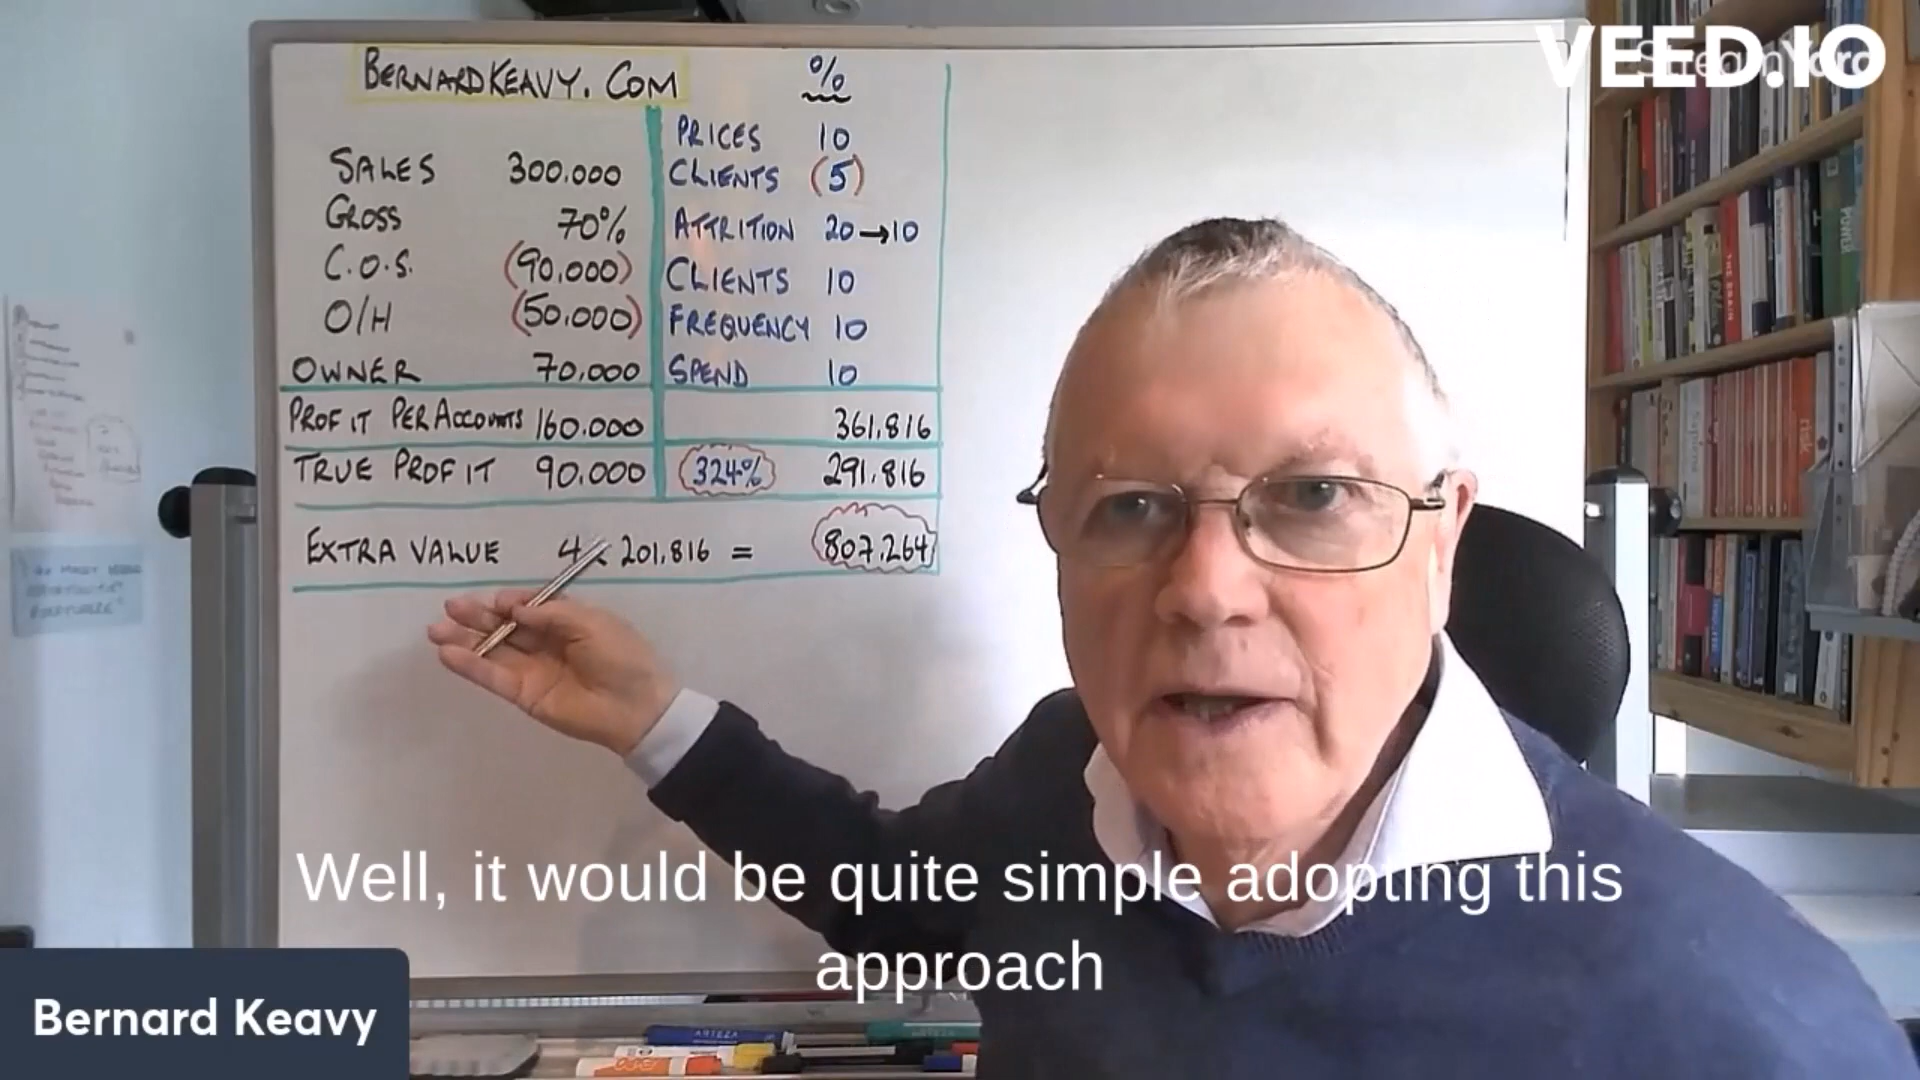 BERNARDKEAVY.COM
%
VEED.IO
SALES 300.000
GROSS 70%
C.O.S. (90.000)
O/H (50.000)
OWNER 70.000
PROFIT PER ACCOUNTS 160.000
TRUE PROFIT 90.000
PRICES 10
CLIENTS (5)
ATTRITION 20→10
CLIENTS 10
FREQUENCY 10
SPEND 10
361.816
324% 291.816
EXTRA VALUE 4 x 201.816 = 807.264
Well, it would be quite simple adopting this
approach
Bernard Keavy
ARTEZA